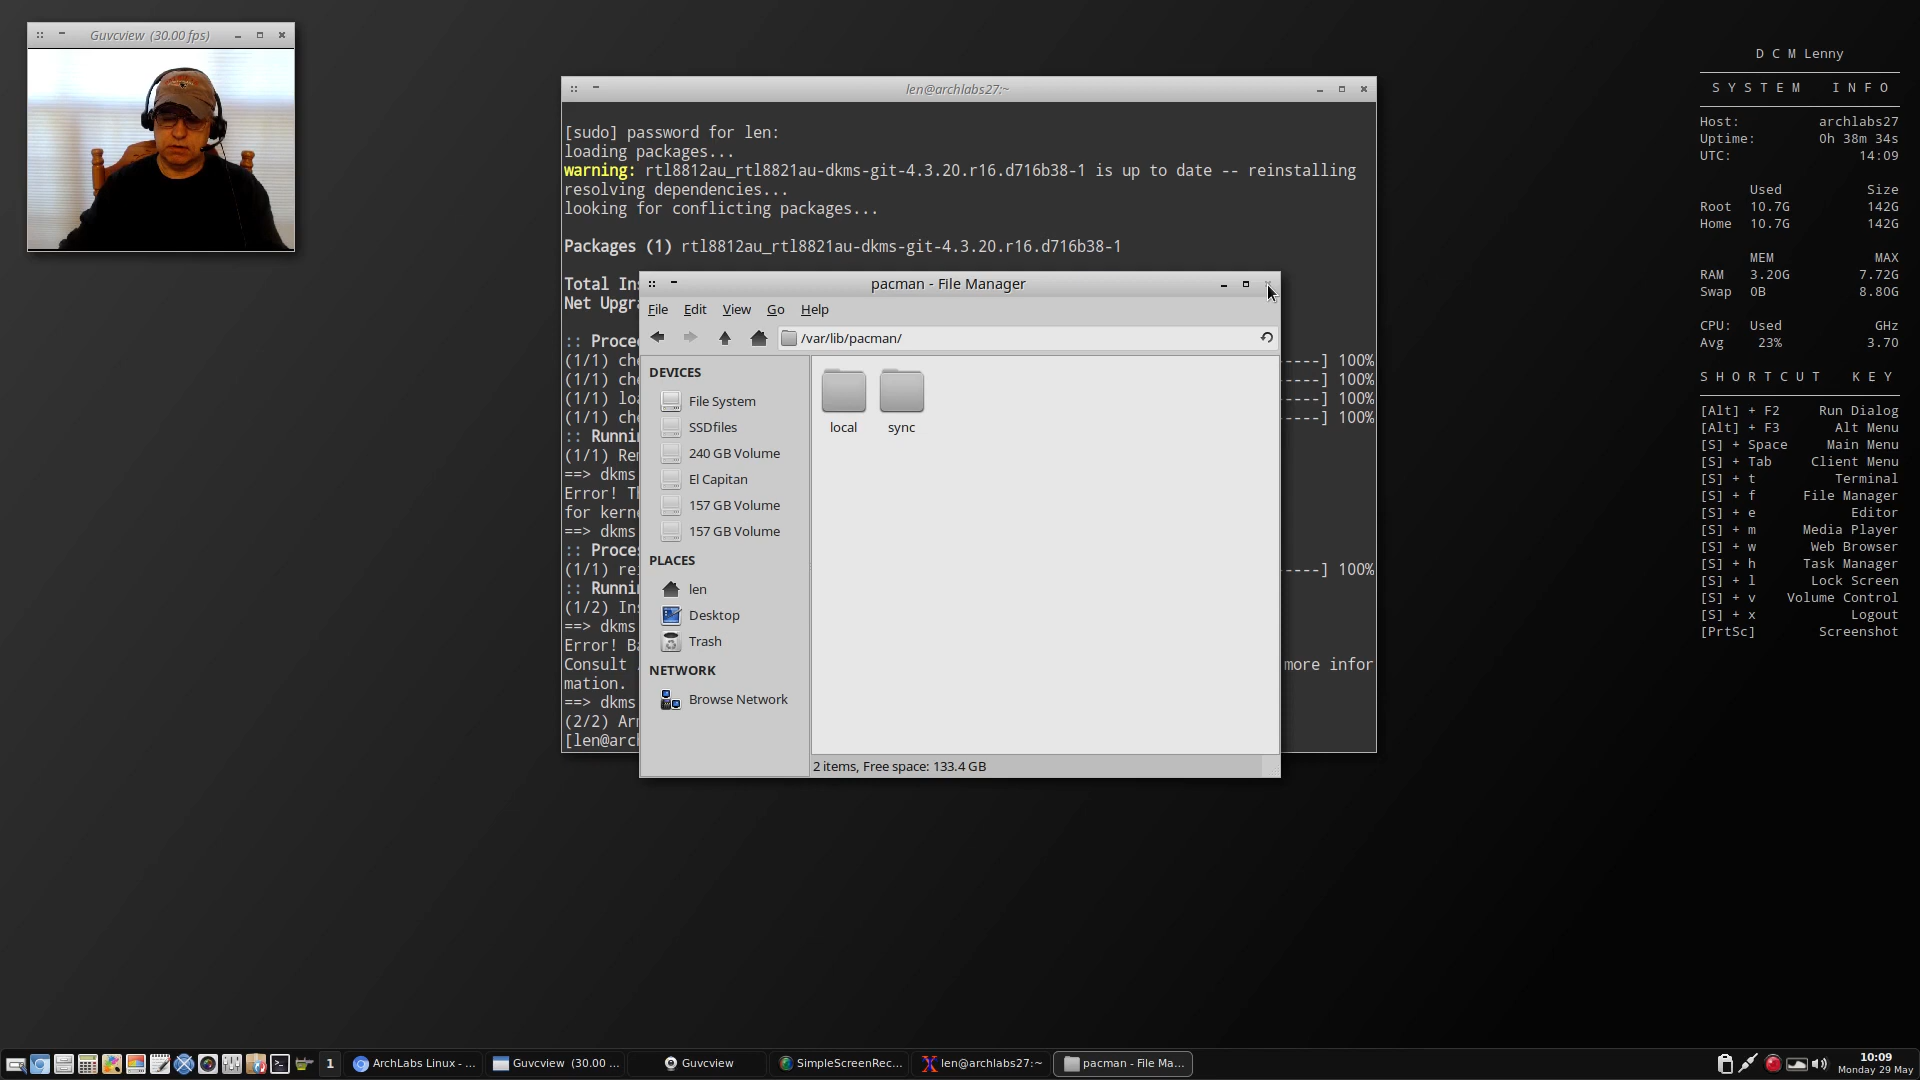 Guvcview (30.00 fps)
len@archlabs27:~
[sudo] password for len:
loading packages...
warning: rtl8812au_rtl8821au-dkms-git-4.3.20.r16.d716b38-1 is up to date -- reinstalling
resolving dependencies...
looking for conflicting packages...
Packages (1) rtl8812au_rtl8821au-dkms-git-4.3.20.r16.d716b38-1
Total In
Net Upgr
:: Proce
(1/1) ch ----] 100%
(1/1) ch ----] 100%
(1/1) lo ----] 100%
(1/1) ch ----] 100%
:: Runni
(1/1) Re
==> dkms
Error! T
for kern
==> dkms
:: Proce
(1/1) re ----] 100%
:: Runni
(1/2) In
==> dkms
Error! B
Consult more infor
mation.
==> dkms
(2/2) Ar
[len@arc
pacman - File Manager
File Edit View Go Help
/var/lib/pacman/
DEVICES
File System
SSDfiles
240 GB Volume
El Capitan
157 GB Volume
157 GB Volume
PLACES
len
Desktop
Trash
NETWORK
Browse Network
local sync
2 items, Free space: 133.4 GB
D C M Lenny
S Y S T E M I N F O
Host: archlabs27
Uptime: 0h 38m 34s
UTC: 14:09
Used Size
Root 10.7G 142G
Home 10.7G 142G
MEM MAX
RAM 3.20G 7.72G
Swap 0B 8.80G
CPU: Used GHz
Avg 23% 3.70
S H O R T C U T K E Y
[Alt] + F2 Run Dialog
[Alt] + F3 Alt Menu
[S] + Space Main Menu
[S] + Tab Client Menu
[S] + t Terminal
[S] + f File Manager
[S] + e Editor
[S] + m Media Player
[S] + w Web Browser
[S] + h Task Manager
[S] + l Lock Screen
[S] + v Volume Control
[S] + x Logout
[PrtSc] Screenshot
1 ArchLabs Linux - ... Guvcview (30.00 ... Guvcview SimpleScreenRec... len@archlabs27:~ pacman - File Ma...
10:09
Monday 29 May